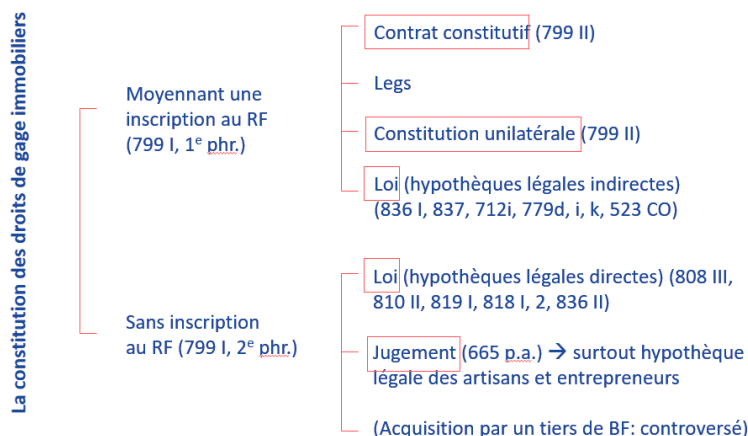 La constitution des droits de gage immobiliers
Moyennant une
inscription au RF
(799 I, 1e phr.)
Contrat constitutif (799 II)
Legs
Constitution unilatérale (799 II)
Loi (hypothèques légales indirectes)
(836 I, 837, 712i, 779d, i, k, 523 CO)
Sans inscription
au RF (799 I, 2e phr.)
Loi (hypothèques légales directes) (808 III,
810 II, 819 I, 818 I, 2, 836 II)
Jugement (665 p.a.) → surtout hypothèque
légale des artisans et entrepreneurs
(Acquisition par un tiers de BF: controversé)